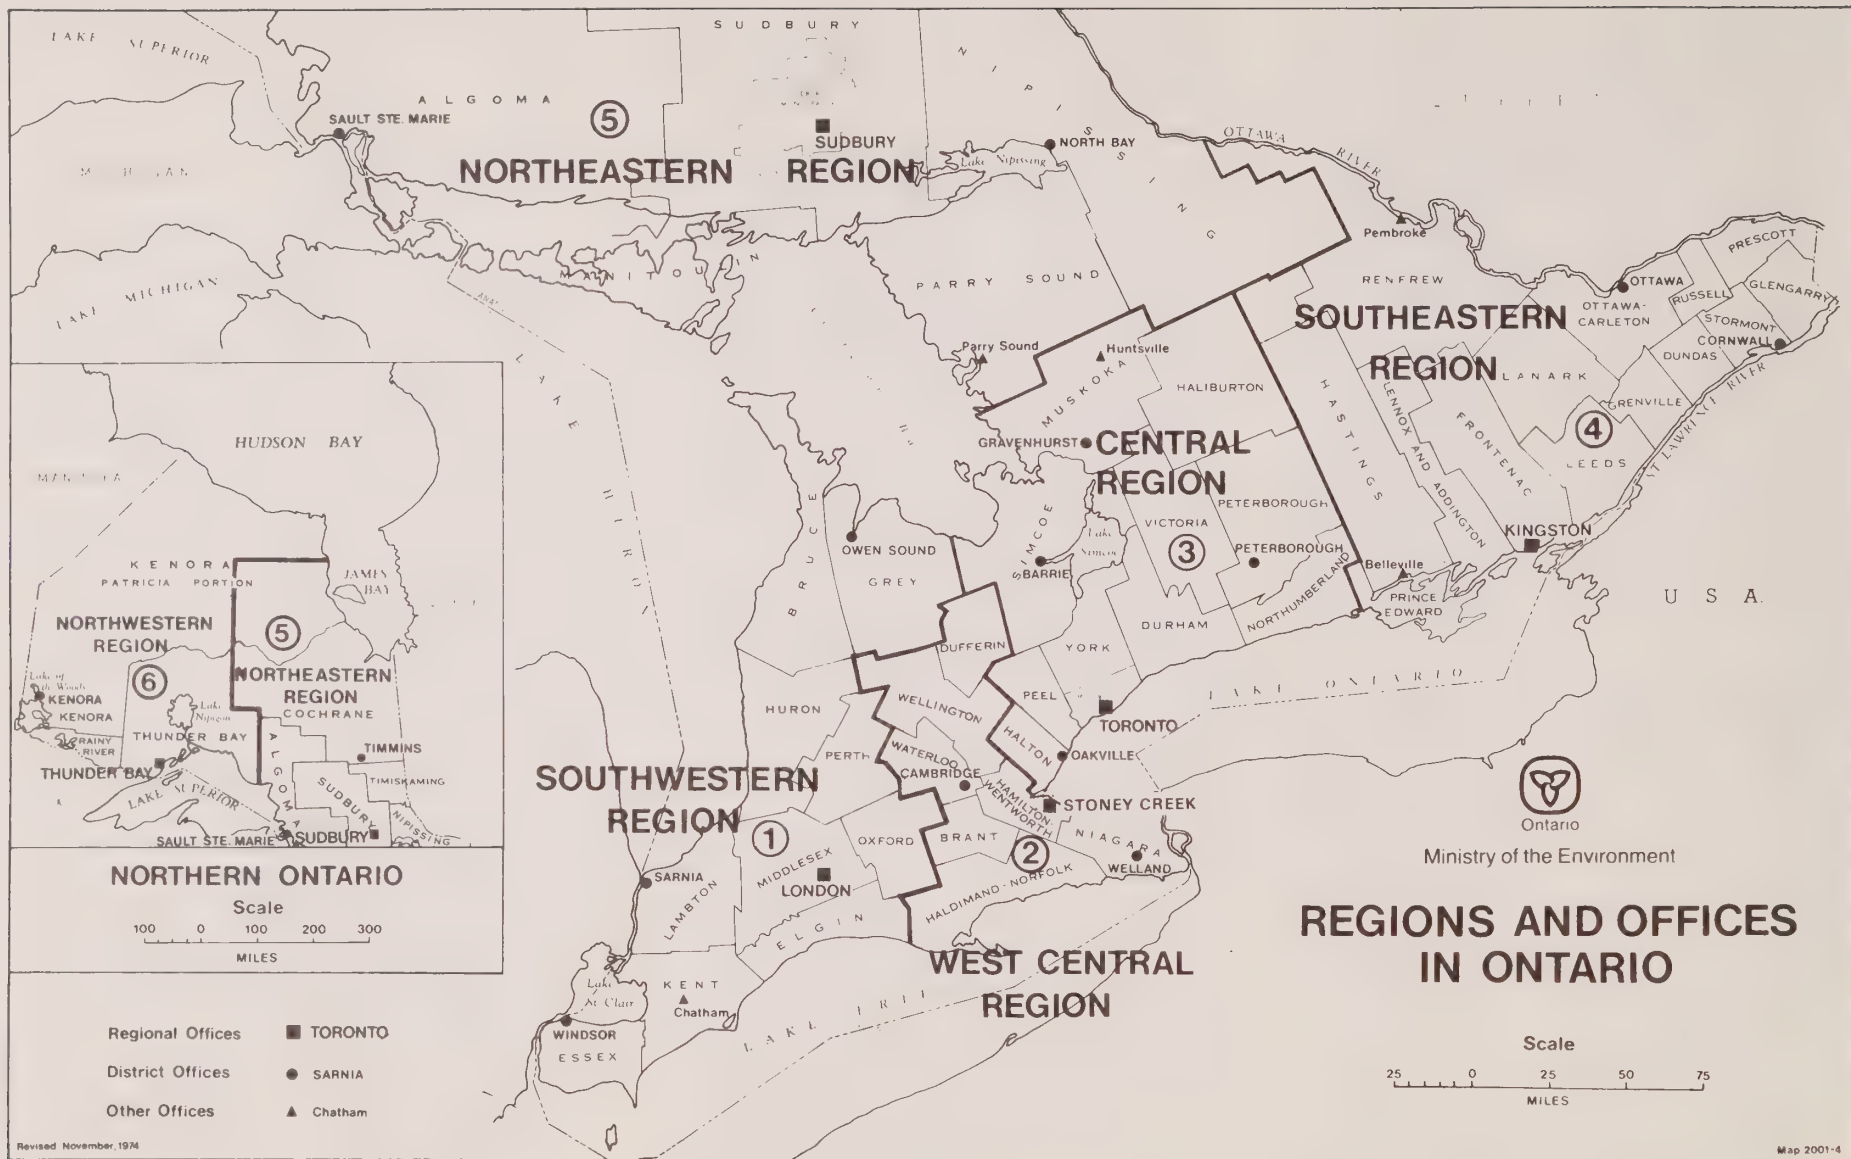 LAKE SUPERIOR
SUDBURY
NIPISSING
ALGOMA
5
SAULT STE. MARIE
SUDBURY
NORTHEASTERN REGION
NORTH BAY
Lake Nipissing
OTTAWA RIVER
Pembroke
MANITOULIN
PARRY SOUND
RENFREW
OTTAWA
PRESCOTT
RUSSELL
GLENGARRY
OTTAWA-
CARLETON
STORMONT
CORNWALL
DUNDAS
LAKE MICHIGAN
SOUTHEASTERN
REGION
LANARK
GRENVILLE
4
LEEDS
ST. LAWRENCE RIVER
Parry Sound
Huntsville
MUSKOKA
HALIBURTON
HASTINGS
LENNOX AND ADDINGTON
FRONTENAC
GRAVENHURST
CENTRAL
REGION
LAKE HURON
BRUCE
OWEN SOUND
GREY
SIMCOE
BARRIE
Lake
Simcoe
VICTORIA
3
PETERBOROUGH
PETERBOROUGH
KINGSTON
Belleville
PRINCE
EDWARD
NORTHUMBERLAND
DURHAM
YORK
U S A.
LAKE ONTARIO
DUFFERIN
PEEL
TORONTO
HURON
PERTH
WELLINGTON
HALTON
OAKVILLE
WATERLOO
CAMBRIDGE
HAMILTON-
WENTWORTH
STONEY CREEK
SOUTHWESTERN
REGION
1
OXFORD
BRANT
2
NIAGARA
WELLAND
MIDDLESEX
LONDON
HALDIMAND - NORFOLK
SARNIA
LAMBTON
ELGIN
WEST CENTRAL
REGION
KENT
Chatham
Lake
St. Clair
WINDSOR
ESSEX
LAKE ERIE
HUDSON BAY
KENORA
PATRICIA PORTION
JAMES
BAY
NORTHWESTERN
REGION
5
6
NORTHEASTERN
REGION
COCHRANE
Lake of
the Woods
KENORA
KENORA
Lake
Nipigon
RAINY
RIVER
THUNDER BAY
THUNDER BAY
ALGOMA
TIMMINS
TIMISKAMING
SUDBURY
NIPISSING
LAKE SUPERIOR
SAULT STE. MARIE
SUDBURY
NORTHERN ONTARIO
Scale
100 0 100 200 300
MILES
Regional Offices TORONTO
District Offices SARNIA
Other Offices Chatham
Revised November, 1974
Ontario
Ministry of the Environment
REGIONS AND OFFICES
IN ONTARIO
Scale
25 0 25 50 75
MILES
Map 2001-4